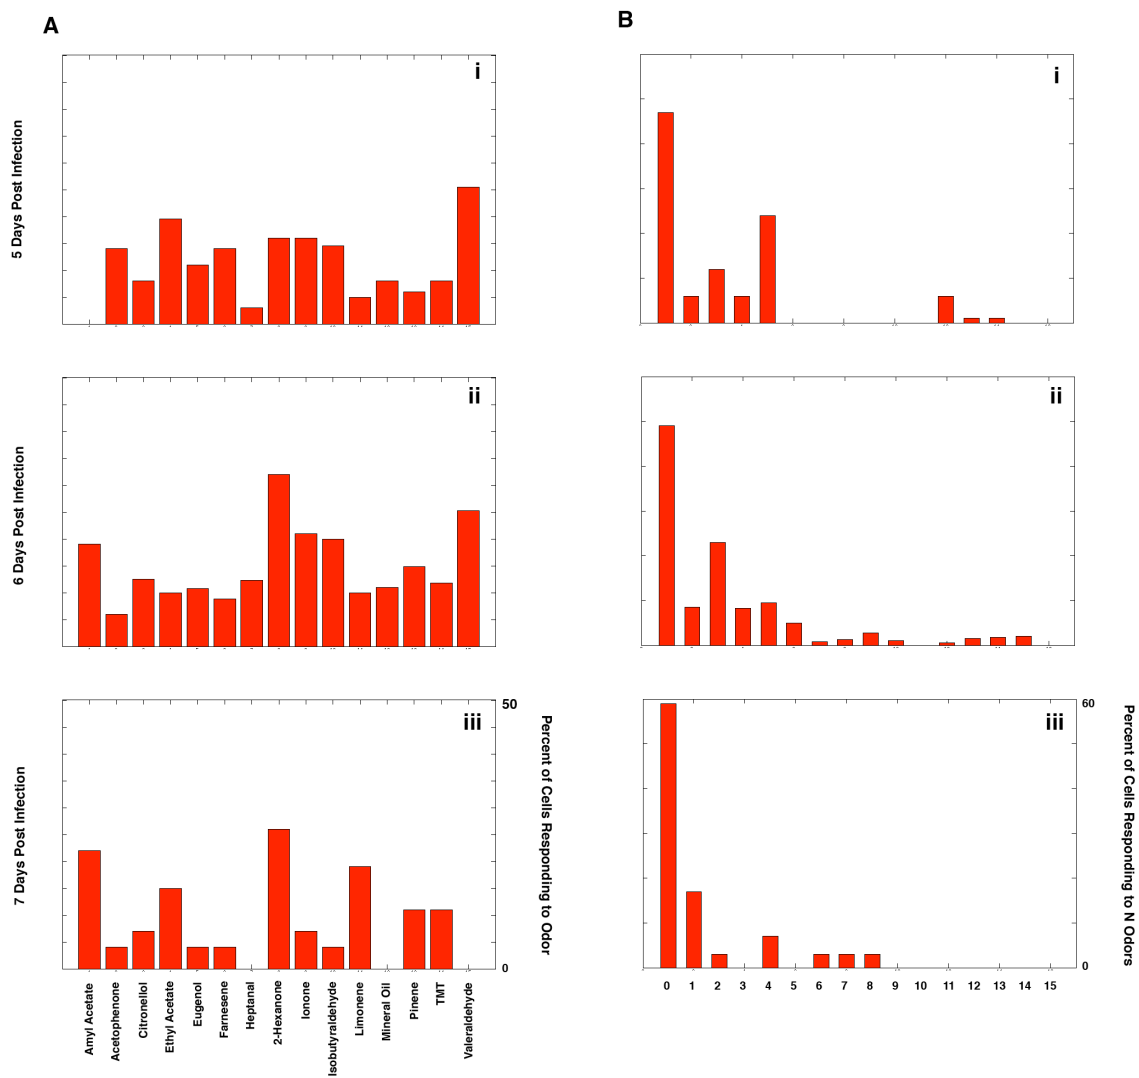 A
B
i
i
5 Days Post Infection
ii
ii
6 Days Post Infection
iii
iii
7 Days Post Infection
50
0
Percent of Cells Responding to Odor
60
0
Percent of Cells Responding to N Odors
Amyl Acetate
Acetophenone
Citronellol
Ethyl Acetate
Eugenol
Farnesene
Heptanal
2-Hexanone
Ionone
Isobutyraldehyde
Limonene
Mineral Oil
Pinene
TMT
Valeraldehyde
0 1 2 3 4 5 6 7 8 9 10 11 12 13 14 15